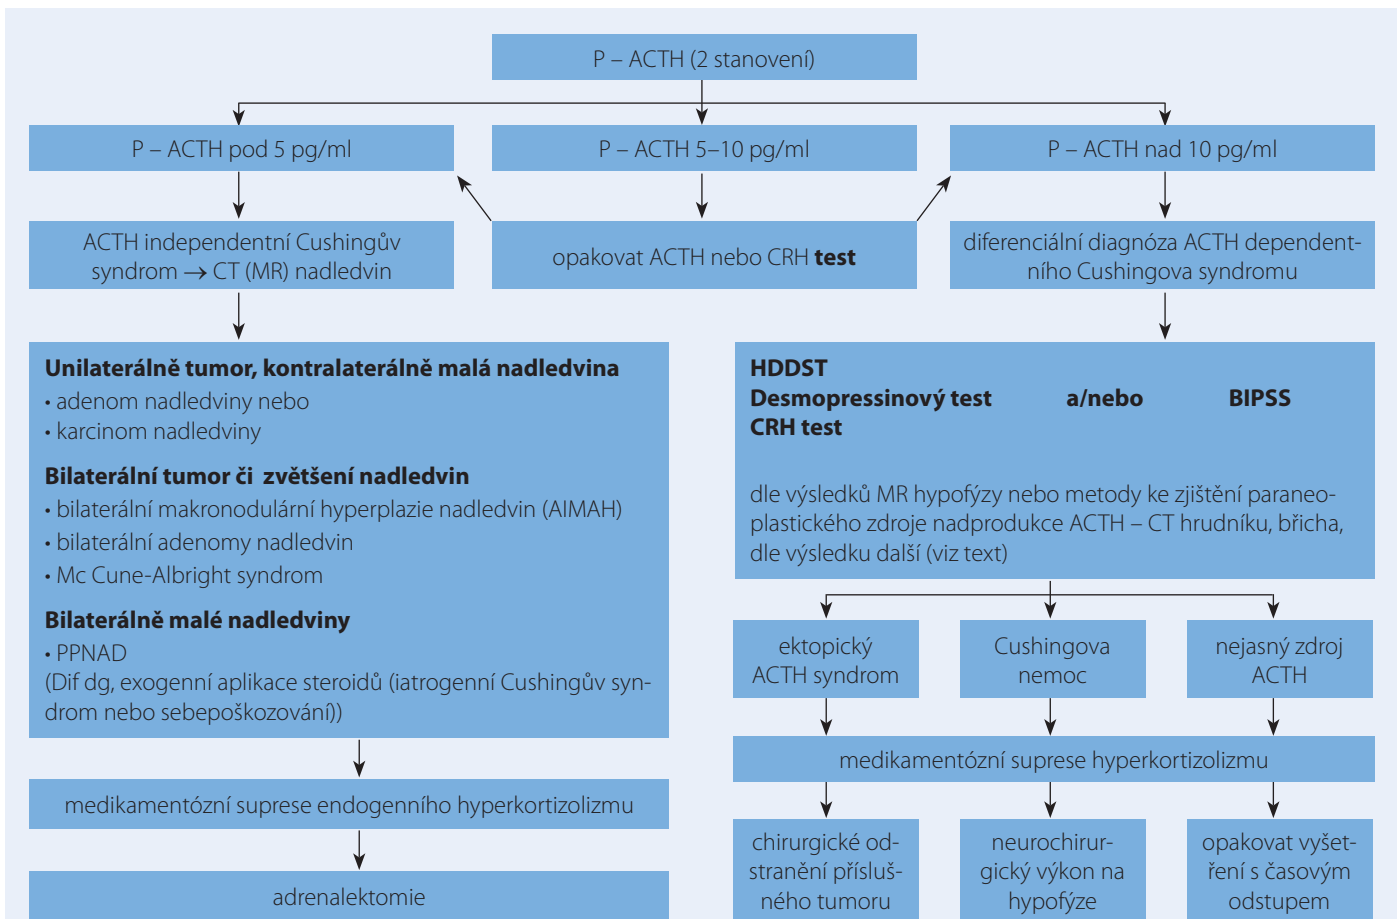 P – ACTH (2 stanovení)
P – ACTH pod 5 pg/ml
P – ACTH 5–10 pg/ml
P – ACTH nad 10 pg/ml
ACTH independentní Cushingův
syndrom → CT (MR) nadledvin
opakovat ACTH nebo CRH test
diferenciální diagnóza ACTH dependent-
ního Cushingova syndromu
Unilaterálně tumor, kontralaterálně malá nadledvina
• adenom nadledviny nebo
• karcinom nadledviny
Bilaterální tumor či zvětšení nadledvin
• bilaterální makronodulární hyperplazie nadledvin (AIMAH)
• bilaterální adenomy nadledvin
• Mc Cune-Albright syndrom
Bilaterálně malé nadledviny
• PPNAD
(Dif dg, exogenní aplikace steroidů (iatrogenní Cushingův syn-
drom nebo sebepoškozování))
medikamentózní suprese endogenního hyperkortizolizmu
adrenalektomie
HDDST
Desmopressinový test a/nebo BIPSS
CRH test
dle výsledků MR hypofýzy nebo metody ke zjištění paraneo-
plastického zdroje nadprodukce ACTH – CT hrudníku, břicha,
dle výsledku další (viz text)
ektopický
ACTH syndrom
Cushingova
nemoc
nejasný zdroj
ACTH
medikamentózní suprese hyperkortizolizmu
chirurgické od-
stranění přísluš-
ného tumoru
neurochirur-
gický výkon na
hypofýze
opakovat vyšet-
ření s časovým
odstupem